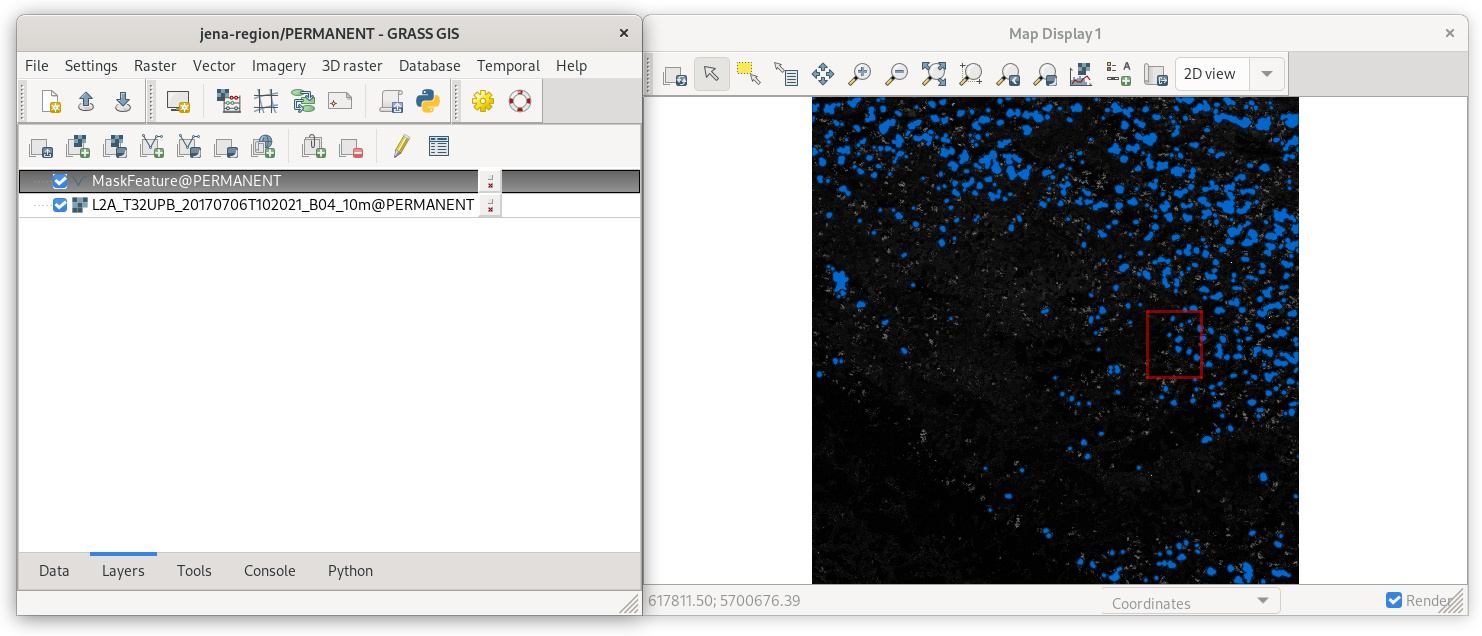 jena-region/PERMANENT - GRASS GIS
File Settings Raster Vector Imagery 3D raster Database Temporal Help
MaskFeature@PERMANENT
L2A_T32UPB_20170706T102021_B04_10m@PERMANENT
Data Layers Tools Console Python
Map Display 1
2D view
617811.50; 5700676.39
Coordinates
Render